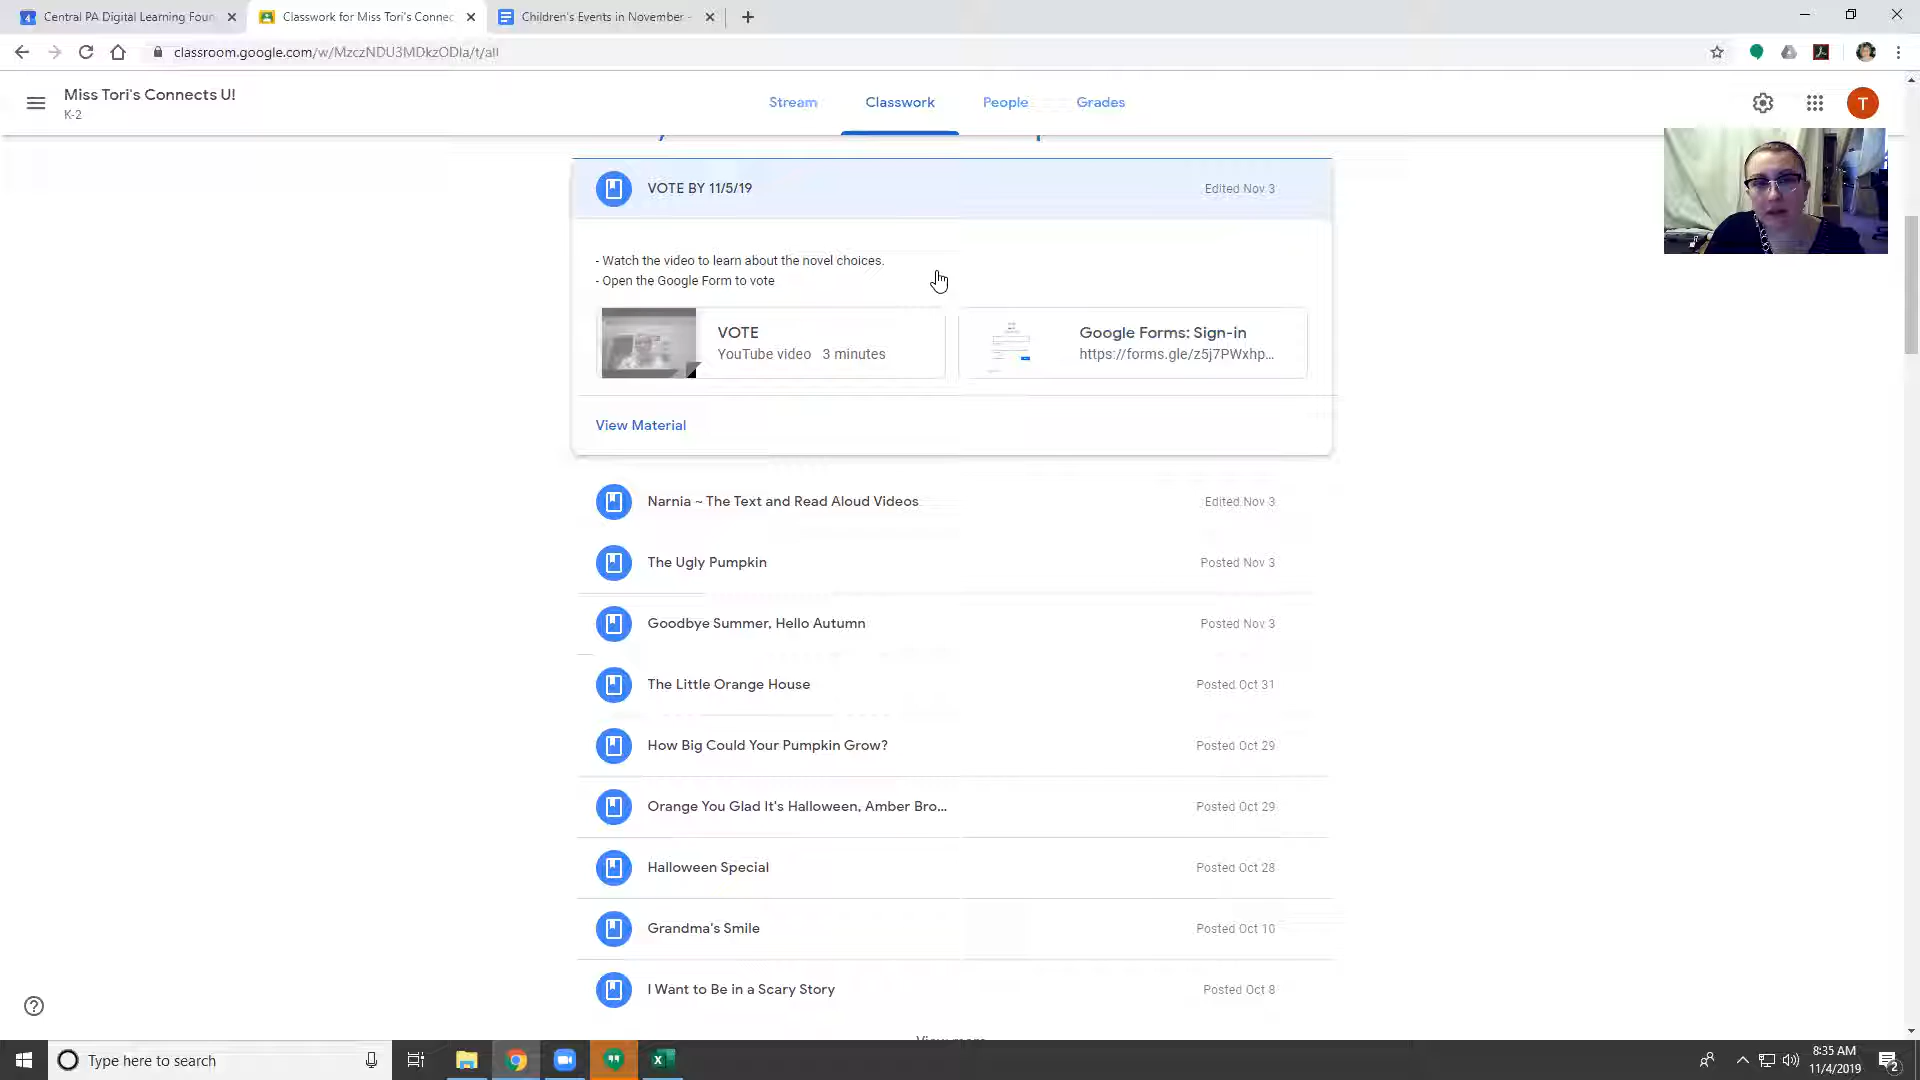 Central PA Digital Learning Foun
Classwork for Miss Tori's Connec
Children's Events in November -
classroom.google.com/w/MzczNDU3MDkzODIa/t/all
Miss Tori's Connects U!
K-2
Stream
Classwork
People
Grades
T
VOTE BY 11/5/19
Edited Nov 3
- Watch the video to learn about the novel choices.
- Open the Google Form to vote
VOTE
YouTube video 3 minutes
Google Forms: Sign-in
https://forms.gle/z5j7PWxhp...
View Material
Narnia ~ The Text and Read Aloud Videos
Edited Nov 3
The Ugly Pumpkin
Posted Nov 3
Goodbye Summer, Hello Autumn
Posted Nov 3
The Little Orange House
Posted Oct 31
How Big Could Your Pumpkin Grow?
Posted Oct 29
Orange You Glad It's Halloween, Amber Bro...
Posted Oct 29
Halloween Special
Posted Oct 28
Grandma's Smile
Posted Oct 10
I Want to Be in a Scary Story
Posted Oct 8
View more
Type here to search
8:35 AM
11/4/2019
2